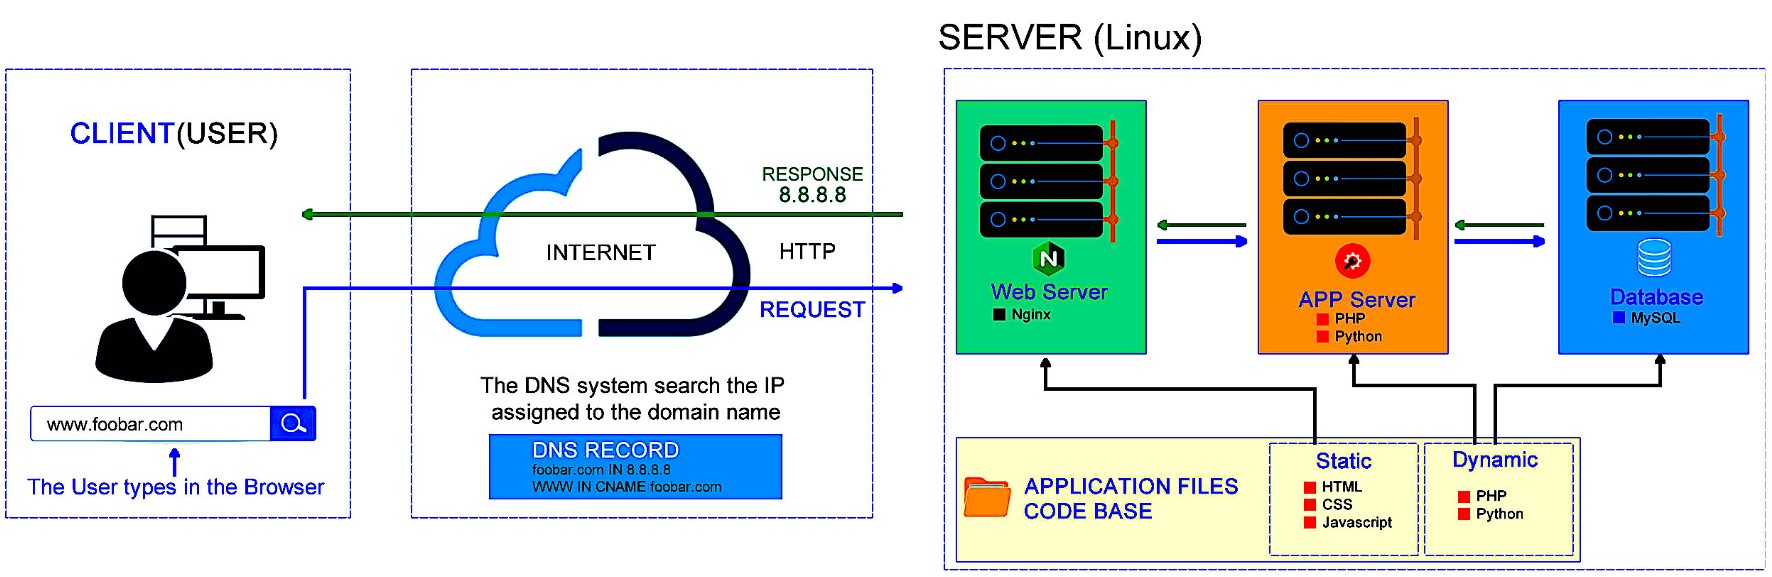 SERVER (Linux)
CLIENT(USER)
www.foobar.com
The User types in the Browser
RESPONSE
8.8.8.8
INTERNET
HTTP
REQUEST
The DNS system search the IP
assigned to the domain name
DNS RECORD
foobar.com IN 8.8.8.8
WWW IN CNAME foobar.com
N
Web Server
Nginx
APP Server
PHP
Python
Database
MySQL
APPLICATION FILES
CODE BASE
Static
HTML
CSS
Javascript
Dynamic
PHP
Python